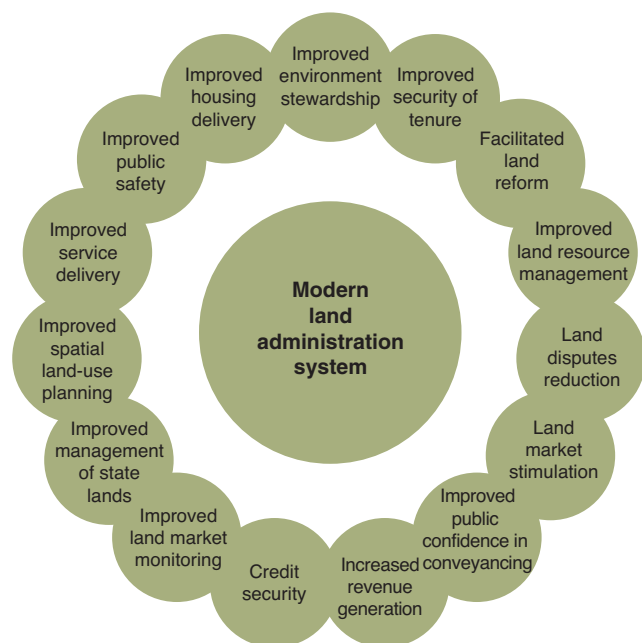 Improved
environment
stewardship
Improved
security of
tenure
Facilitated
land
reform
Improved
land resource
management
Land
disputes
reduction
Land
market
stimulation
Improved
public
confidence in
conveyancing
Increased
revenue
generation
Credit
security
Improved
land market
monitoring
Improved
management
of state
lands
Improved
spatial
land-use
planning
Improved
service
delivery
Improved
public
safety
Improved
housing
delivery
Modern
land
administration
system